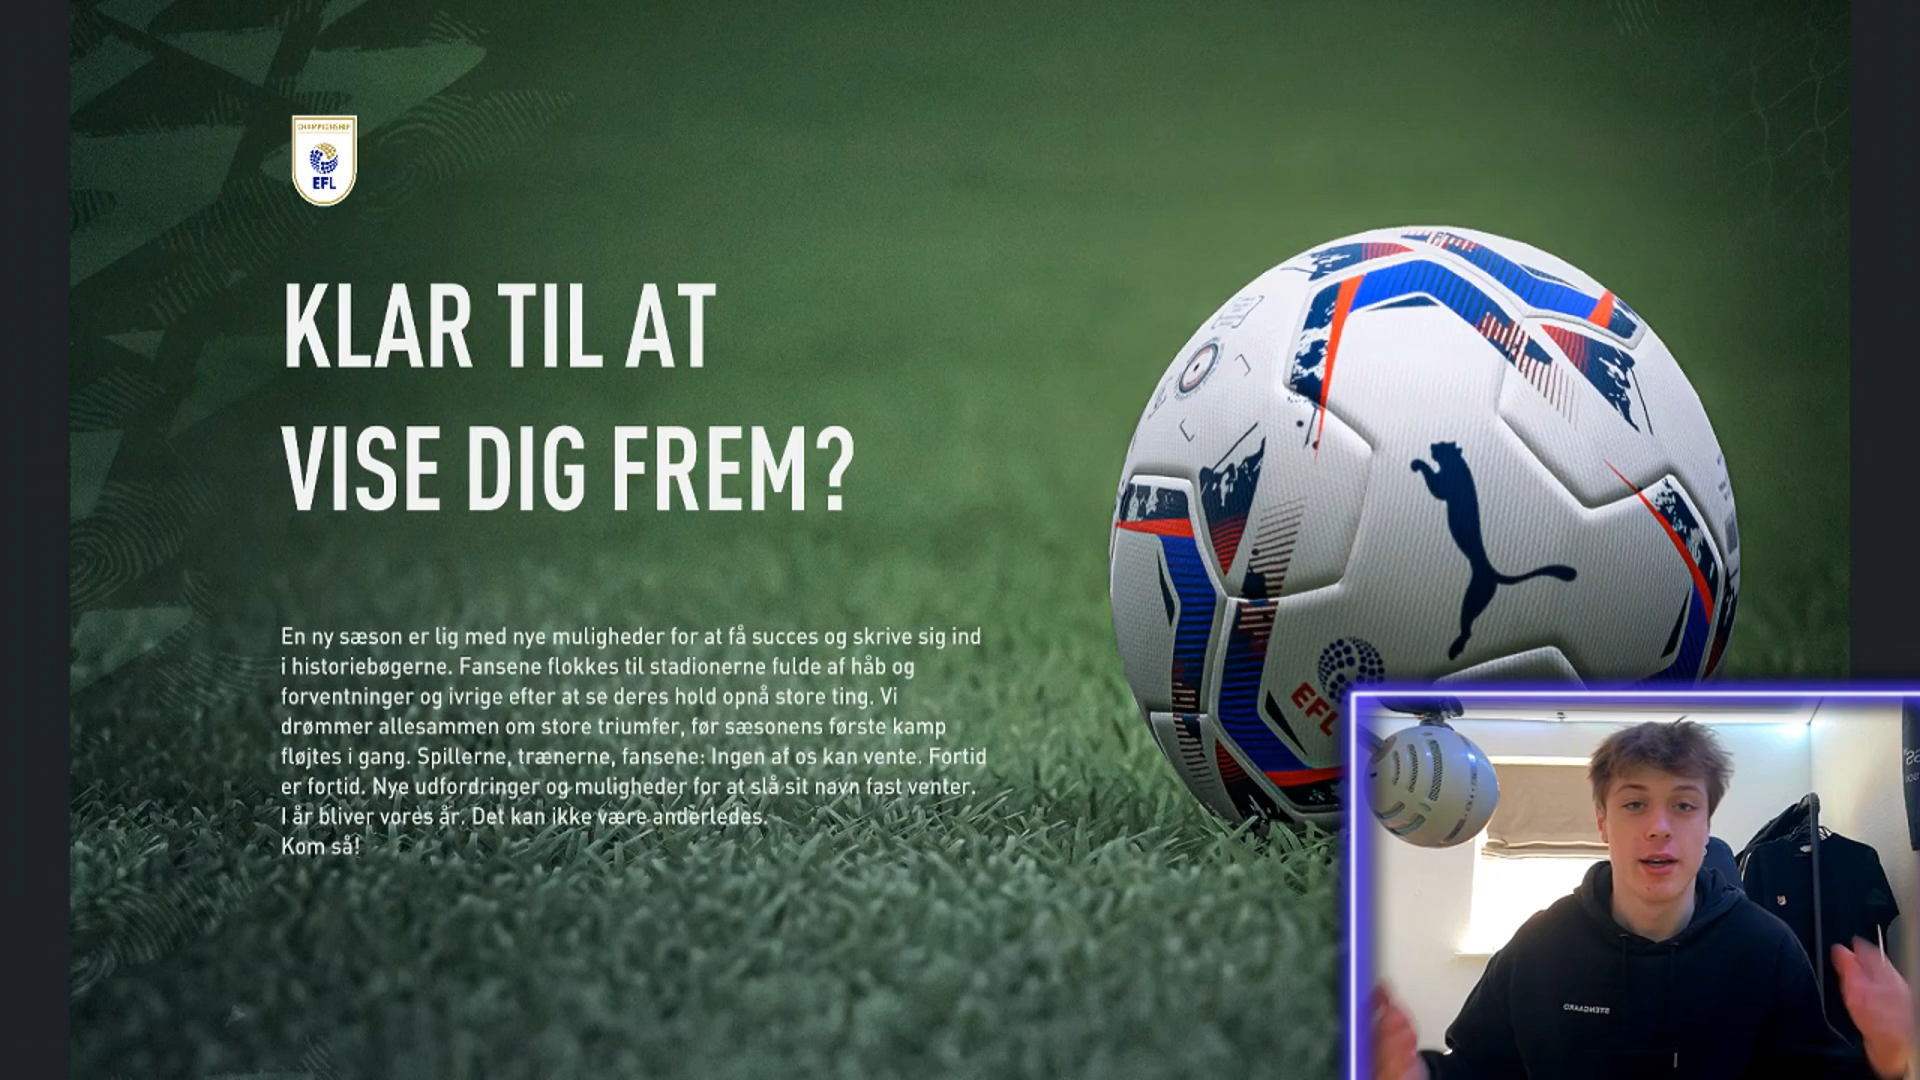 CHAMPIONSHIP
EFL
KLAR TIL AT
VISE DIG FREM?
En ny sæson er lig med nye muligheder for at få succes og skrive sig ind
i historiebøgerne. Fansene flokkes til stadionerne fulde af håb og
forventninger og ivrige efter at se deres hold opnå store ting. Vi
drømmer allesammen om store triumfer, før sæsonens første kamp
fløjtes i gang. Spillerne, trænerne, fansene: Ingen af os kan vente. Fortid
er fortid. Nye udfordringer og muligheder for at slå sit navn fast venter.
I år bliver vores år. Det kan ikke være anderledes.
Kom så!
EFL
STENGAARD